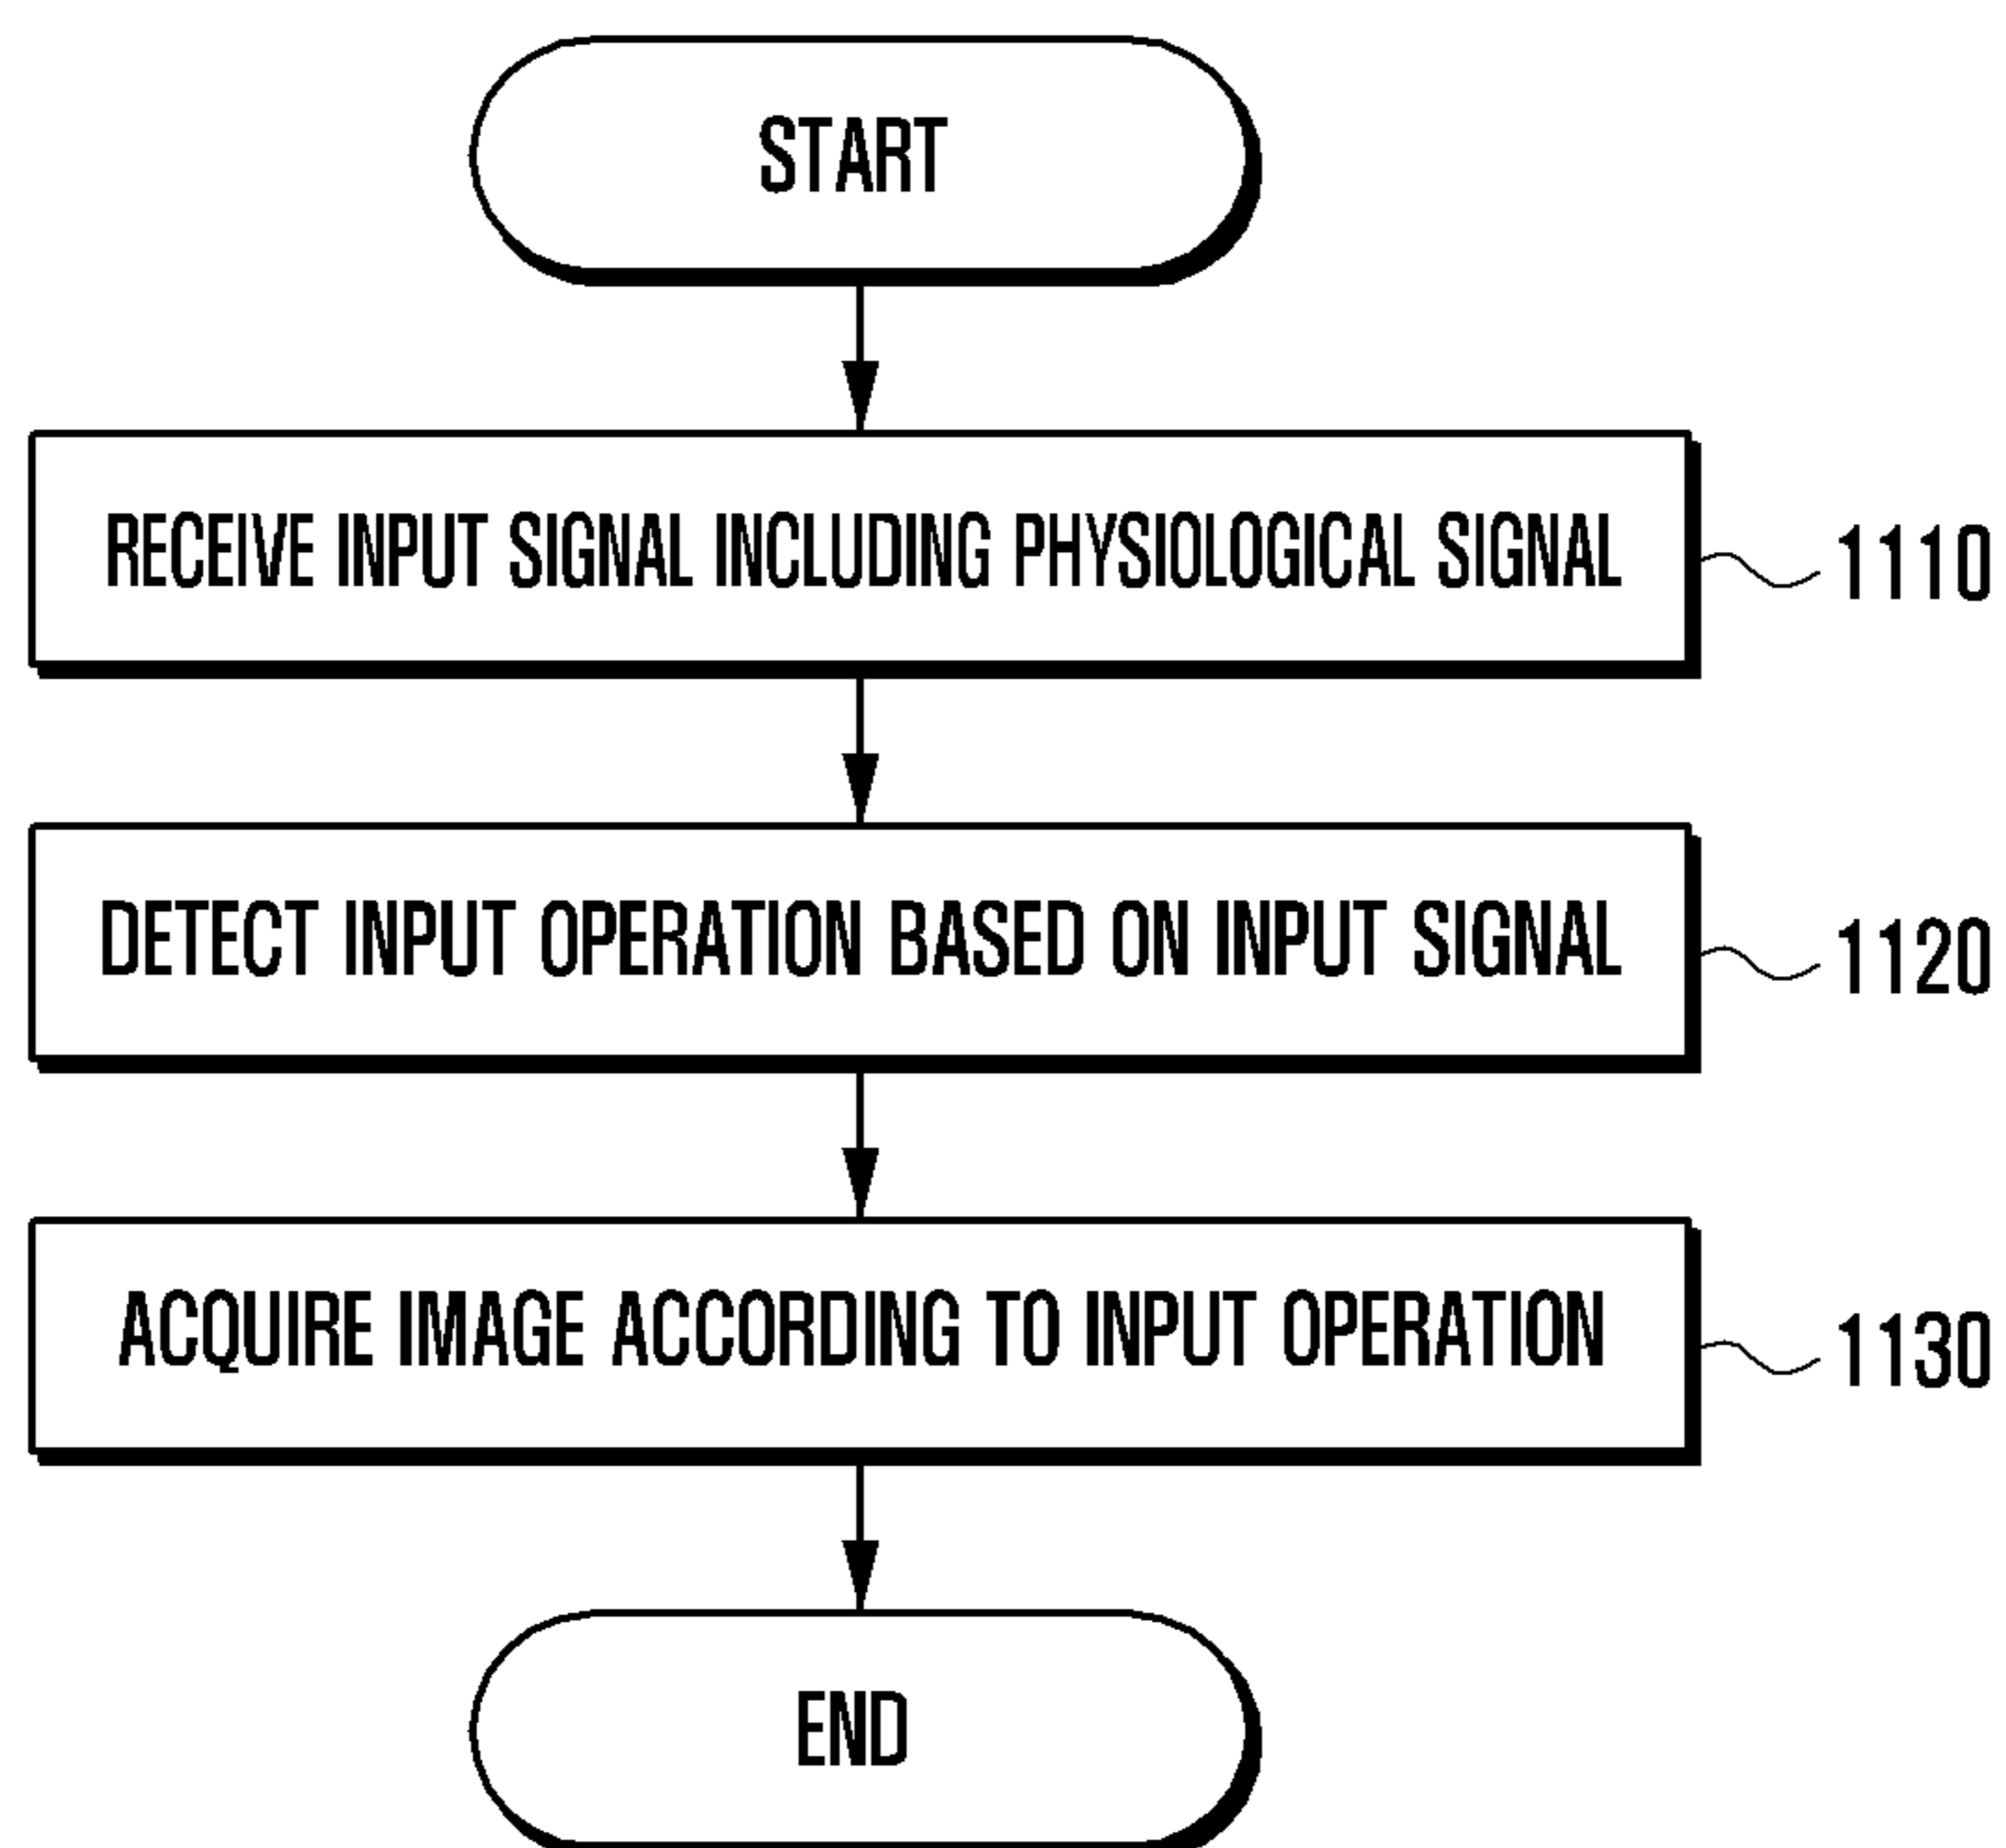 START
RECEIVE INPUT SIGNAL INCLUDING PHYSIOLOGICAL SIGNAL
1110
DETECT INPUT OPERATION BASED ON INPUT SIGNAL
1120
ACQUIRE IMAGE ACCORDING TO INPUT OPERATION
1130
END